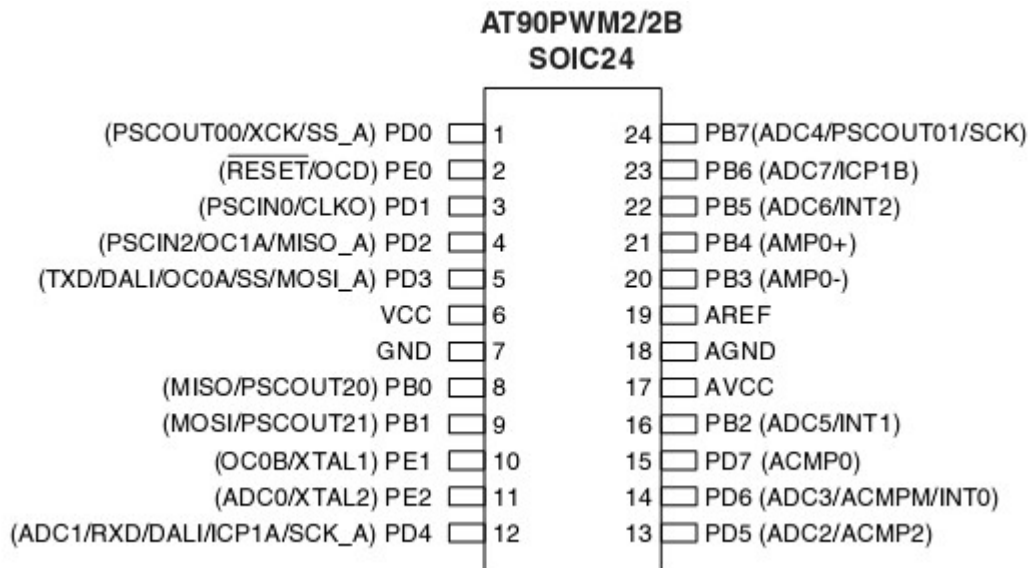 AT90PWM2/2B
SOIC24
(PSCOUT00/XCK/SS_A) PD0 1 24 PB7(ADC4/PSCOUT01/SCK)
(RESET/OCD) PE0 2 23 PB6 (ADC7/ICP1B)
(PSCIN0/CLKO) PD1 3 22 PB5 (ADC6/INT2)
(PSCIN2/OC1A/MISO_A) PD2 4 21 PB4 (AMP0+)
(TXD/DALI/OC0A/SS/MOSI_A) PD3 5 20 PB3 (AMP0-)
VCC 6 19 AREF
GND 7 18 AGND
(MISO/PSCOUT20) PB0 8 17 AVCC
(MOSI/PSCOUT21) PB1 9 16 PB2 (ADC5/INT1)
(OC0B/XTAL1) PE1 10 15 PD7 (ACMP0)
(ADC0/XTAL2) PE2 11 14 PD6 (ADC3/ACMPM/INT0)
(ADC1/RXD/DALI/ICP1A/SCK_A) PD4 12 13 PD5 (ADC2/ACMP2)